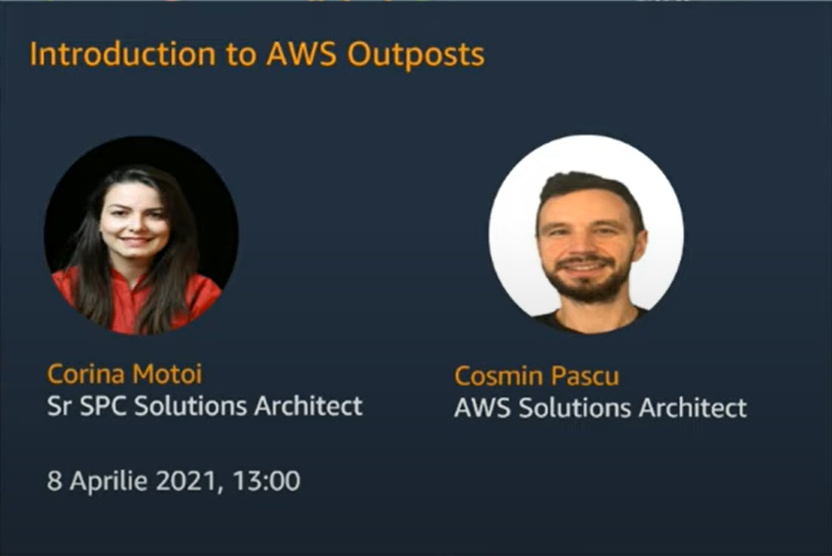 Introduction to AWS Outposts
Corina Motoi
Sr SPC Solutions Architect
Cosmin Pascu
AWS Solutions Architect
8 Aprilie 2021, 13:00